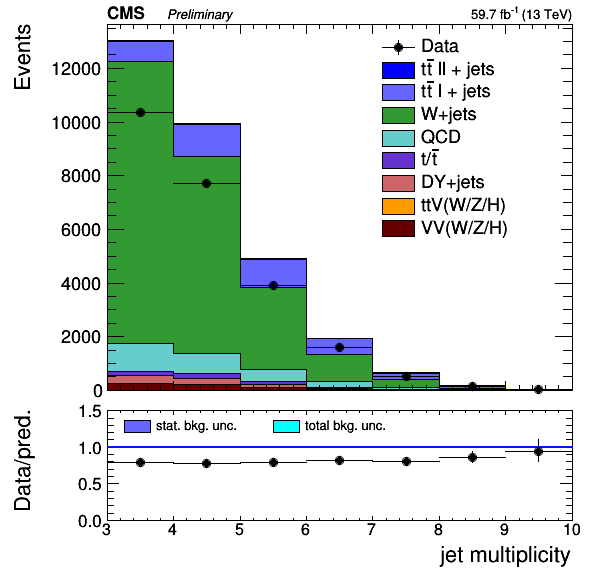 CMS Preliminary 59.7 fb⁻¹ (13 TeV)
Events
12000
10000
8000
6000
4000
2000
0
Data
tt̄ ll + jets
tt̄ l + jets
W+jets
QCD
t/t̄
DY+jets
ttV(W/Z/H)
VV(W/Z/H)
Data/pred.
1.5
1.0
0.5
0.0
stat. bkg. unc. total bkg. unc.
3 4 5 6 7 8 9 10
jet multiplicity